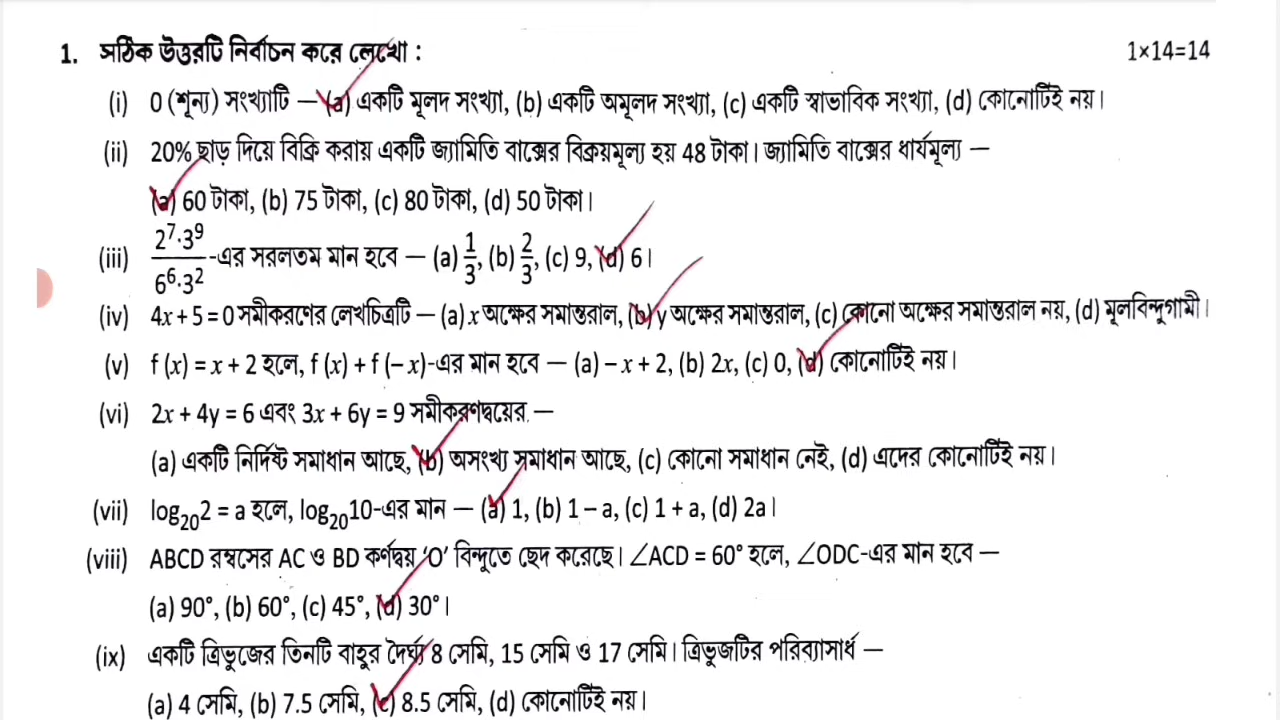 1. সঠিক উত্তরটি নির্বাচন করে লেখো : 1×14=14
(i) 0 (শূন্য) সংখ্যাটি — (a) একটি মূলদ সংখ্যা, (b) একটি অমূলদ সংখ্যা, (c) একটি স্বাভাবিক সংখ্যা, (d) কোনোটিই নয়।
(ii) 20% ছাড় দিয়ে বিক্রি করায় একটি জ্যামিতি বাক্সের বিক্রয়মূল্য হয় 48 টাকা। জ্যামিতি বাক্সের ধার্যমূল্য —
(a) 60 টাকা, (b) 75 টাকা, (c) 80 টাকা, (d) 50 টাকা।
(iii) 2⁷·3⁹/6⁶·3² -এর সরলতম মান হবে — (a) 1/3, (b) 2/3, (c) 9, (d) 6।
(iv) 4x + 5 = 0 সমীকরণের লেখচিত্রটি — (a) x অক্ষের সমান্তরাল, (b) y অক্ষের সমান্তরাল, (c) কোনো অক্ষের সমান্তরাল নয়, (d) মূলবিন্দুগামী।
(v) f (x) = x + 2 হলে, f (x) + f (– x)-এর মান হবে — (a) – x + 2, (b) 2x, (c) 0, (d) কোনোটিই নয়।
(vi) 2x + 4y = 6 এবং 3x + 6y = 9 সমীকরণদ্বয়ের —
(a) একটি নির্দিষ্ট সমাধান আছে, (b) অসংখ্য সমাধান আছে, (c) কোনো সমাধান নেই, (d) এদের কোনোটিই নয়।
(vii) log₂₀2 = a হলে, log₂₀10-এর মান — (a) 1, (b) 1 – a, (c) 1 + a, (d) 2a।
(viii) ABCD রম্বসের AC ও BD কর্ণদ্বয় ‘O’ বিন্দুতে ছেদ করেছে। ∠ACD = 60° হলে, ∠ODC-এর মান হবে —
(a) 90°, (b) 60°, (c) 45°, (d) 30°।
(ix) একটি ত্রিভুজের তিনটি বাহুর দৈর্ঘ্য 8 সেমি, 15 সেমি ও 17 সেমি। ত্রিভুজটির পরিব্যাসার্ধ —
(a) 4 সেমি, (b) 7.5 সেমি, (c) 8.5 সেমি, (d) কোনোটিই নয়।